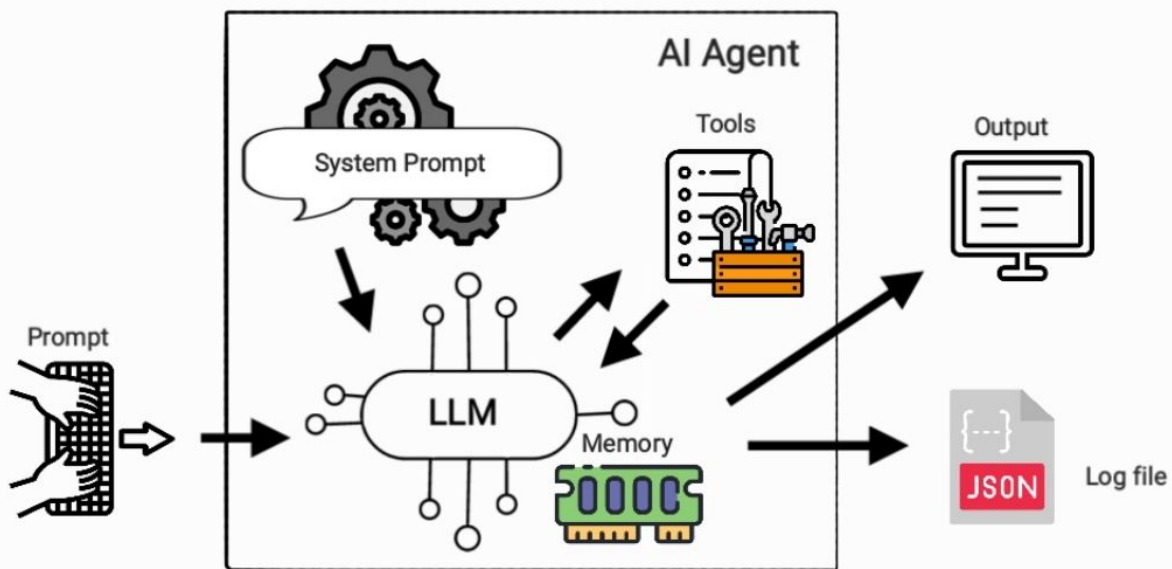 AI Agent
System Prompt
Tools
Output
Prompt
LLM
Memory
{---}
JSON
Log file